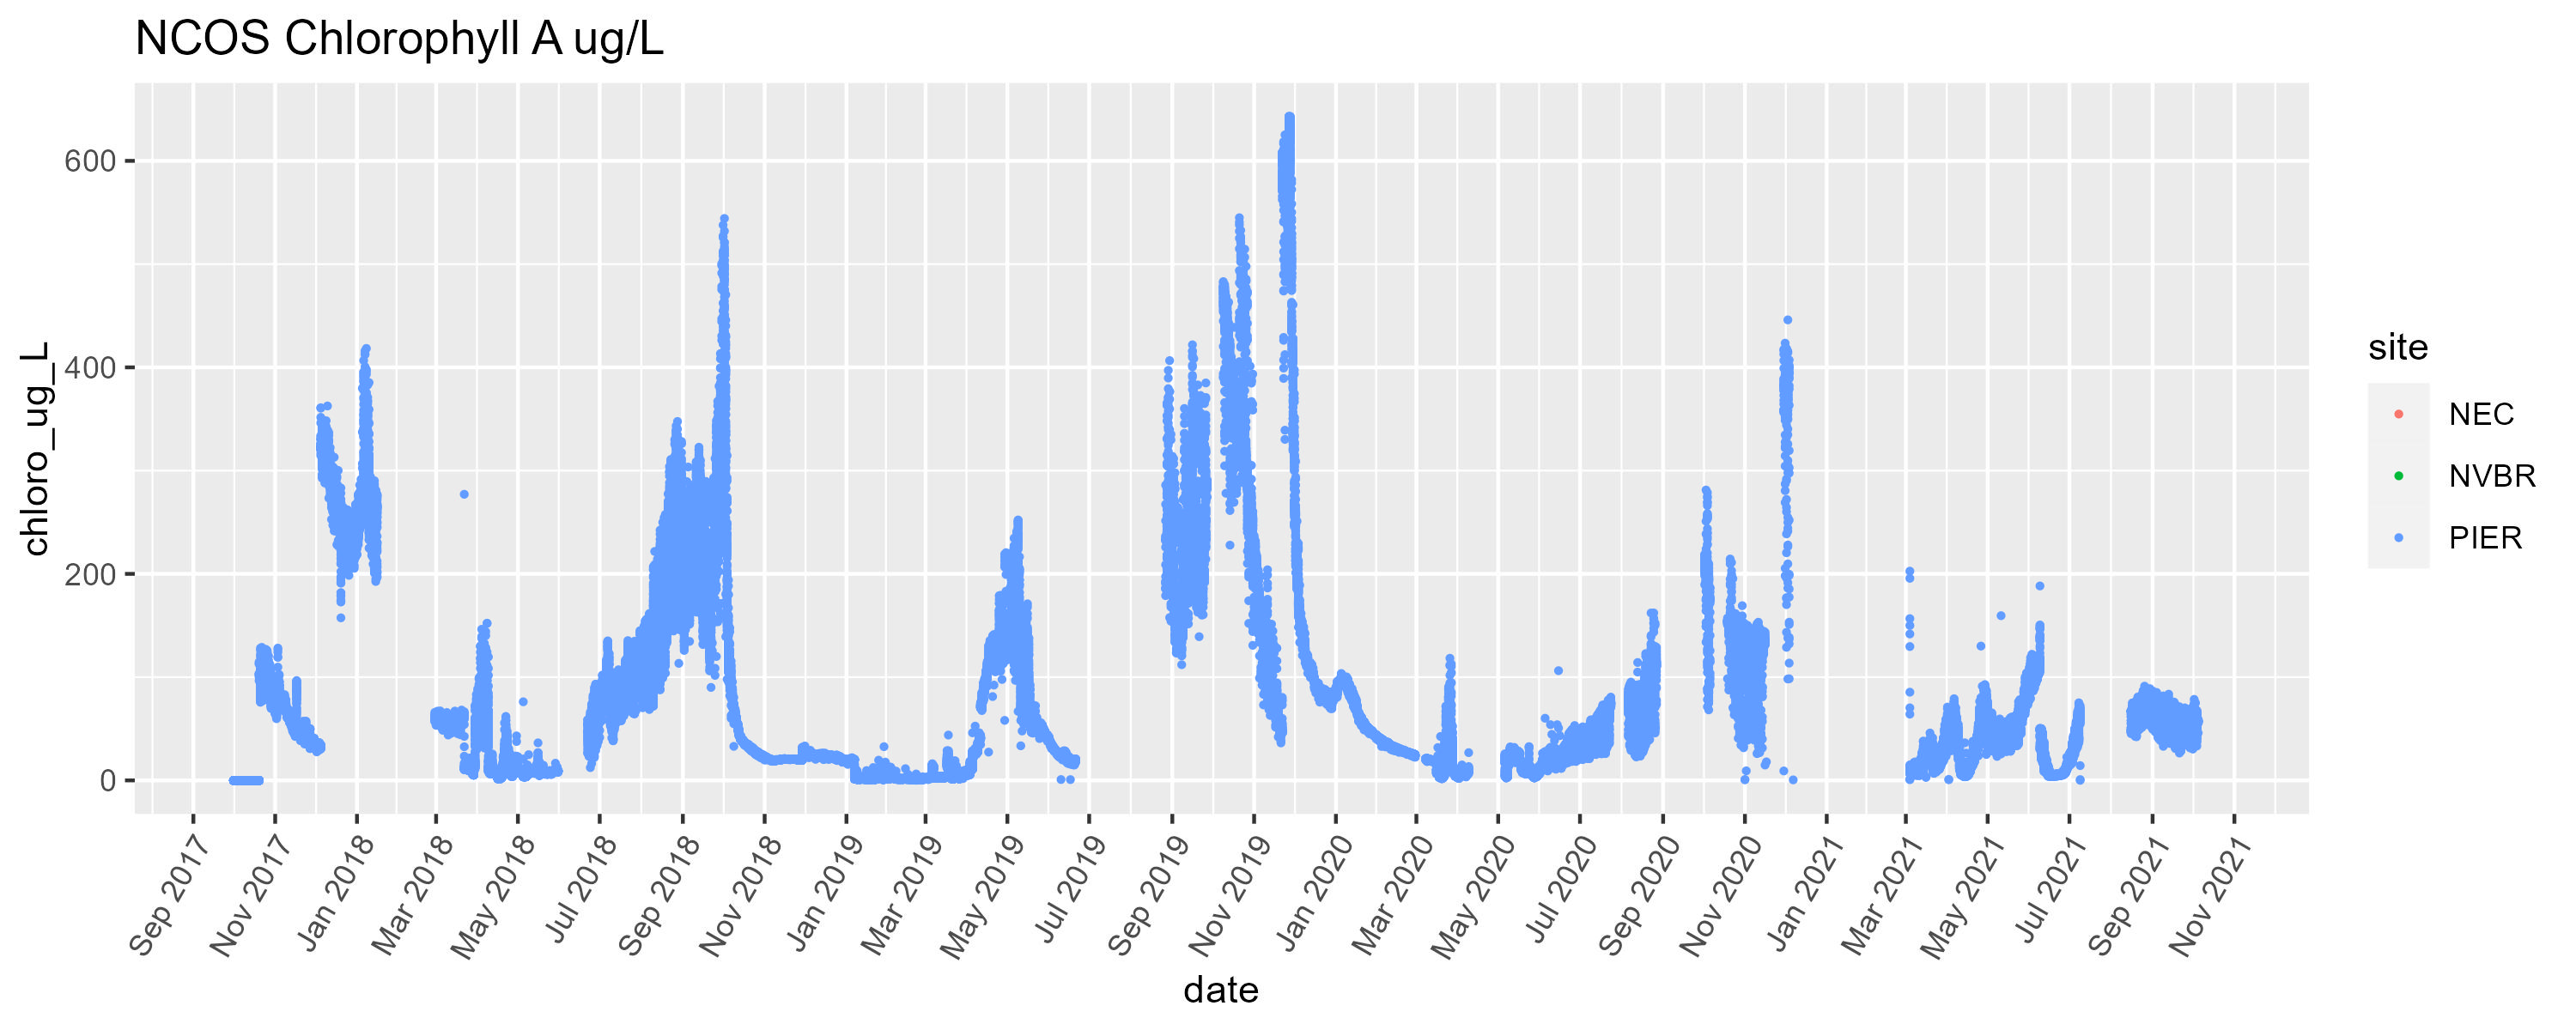 NCOS Chlorophyll A ug/L
chloro_ug_L
600
400
200
0
Sep 2017
Nov 2017
Jan 2018
Mar 2018
May 2018
Jul 2018
Sep 2018
Nov 2018
Jan 2019
Mar 2019
May 2019
Jul 2019
Sep 2019
Nov 2019
Jan 2020
Mar 2020
May 2020
Jul 2020
Sep 2020
Nov 2020
Jan 2021
Mar 2021
May 2021
Jul 2021
Sep 2021
Nov 2021
date
site
NEC
NVBR
PIER